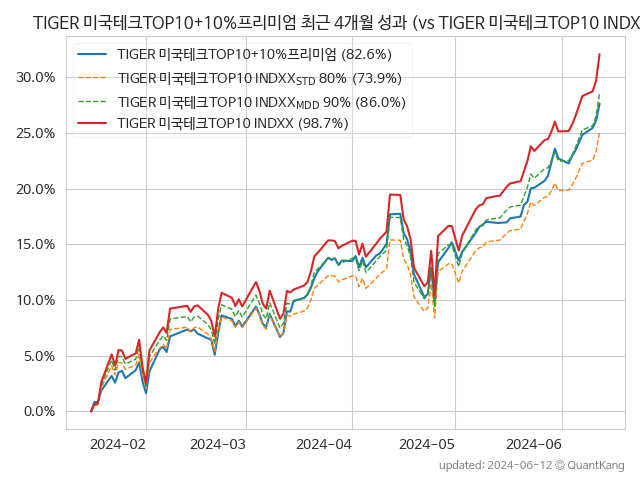 TIGER 미국테크TOP10+10%프리미엄 최근 4개월 성과 (vs TIGER 미국테크TOP10 INDX
TIGER 미국테크TOP10+10%프리미엄 (82.6%)
TIGER 미국테크TOP10 INDXXSTD 80% (73.9%)
TIGER 미국테크TOP10 INDXXMDD 90% (86.0%)
TIGER 미국테크TOP10 INDXX (98.7%)
30.0%
25.0%
20.0%
15.0%
10.0%
5.0%
0.0%
2024-02 2024-03 2024-04 2024-05 2024-06
updated: 2024-06-12 © QuantKang